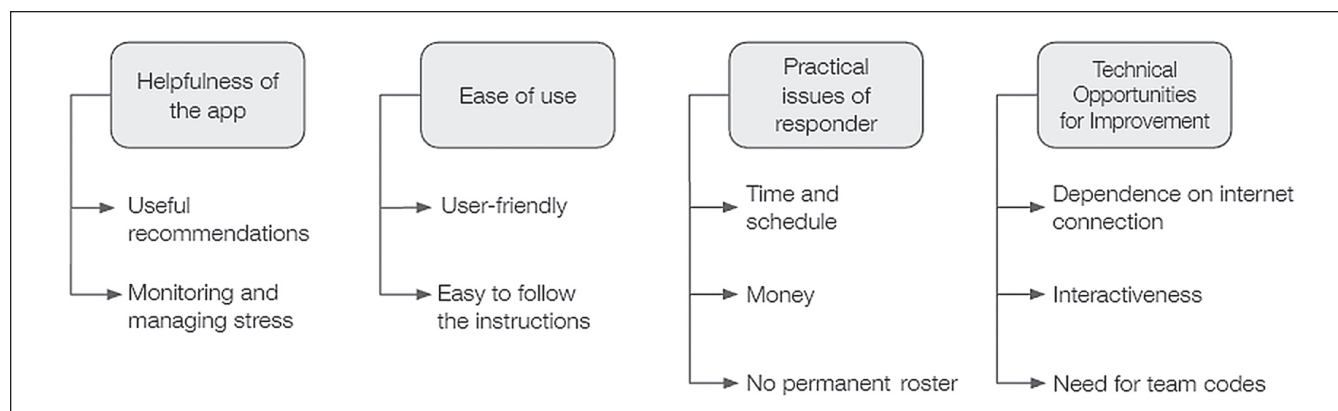 Helpfulness of
the app
Useful
recommendations
Monitoring and
managing stress
Ease of use
User-friendly
Easy to follow
the instructions
Practical
issues of
responder
Time and
schedule
Money
No permanent roster
Technical
Opportunities
for Improvement
Dependence on internet
connection
Interactiveness
Need for team codes